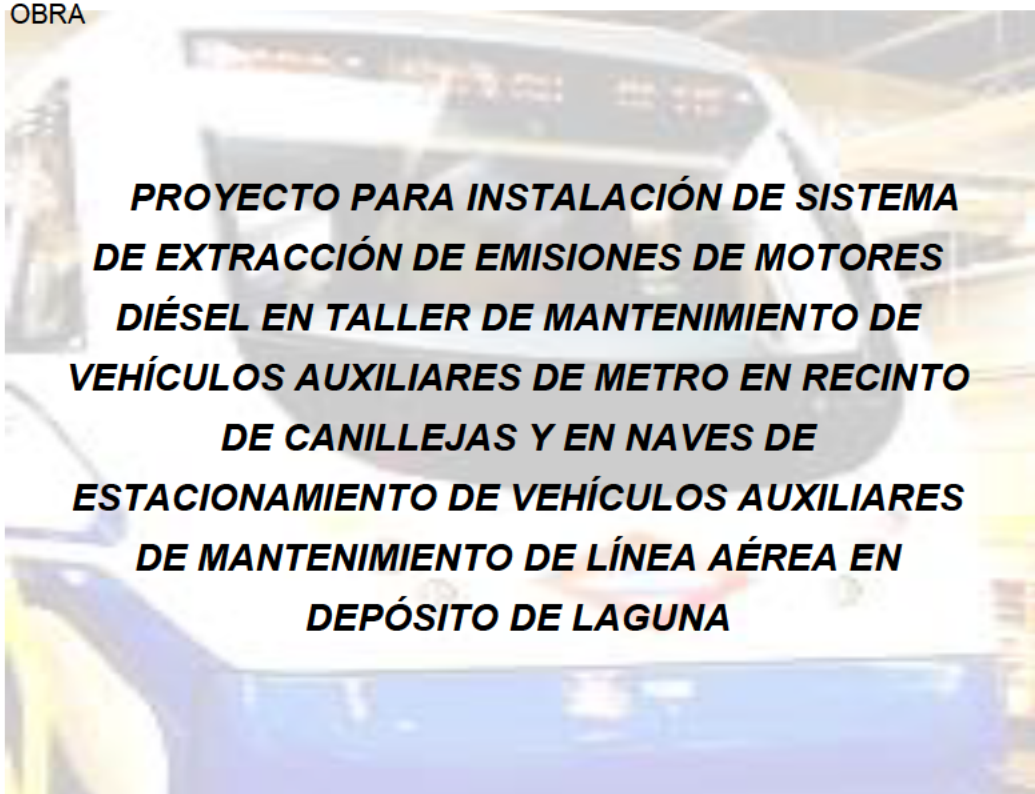 OBRA
PROYECTO PARA INSTALACIÓN DE SISTEMA
DE EXTRACCIÓN DE EMISIONES DE MOTORES
DIÉSEL EN TALLER DE MANTENIMIENTO DE
VEHÍCULOS AUXILIARES DE METRO EN RECINTO
DE CANILLEJAS Y EN NAVES DE
ESTACIONAMIENTO DE VEHÍCULOS AUXILIARES
DE MANTENIMIENTO DE LÍNEA AÉREA EN
DEPÓSITO DE LAGUNA